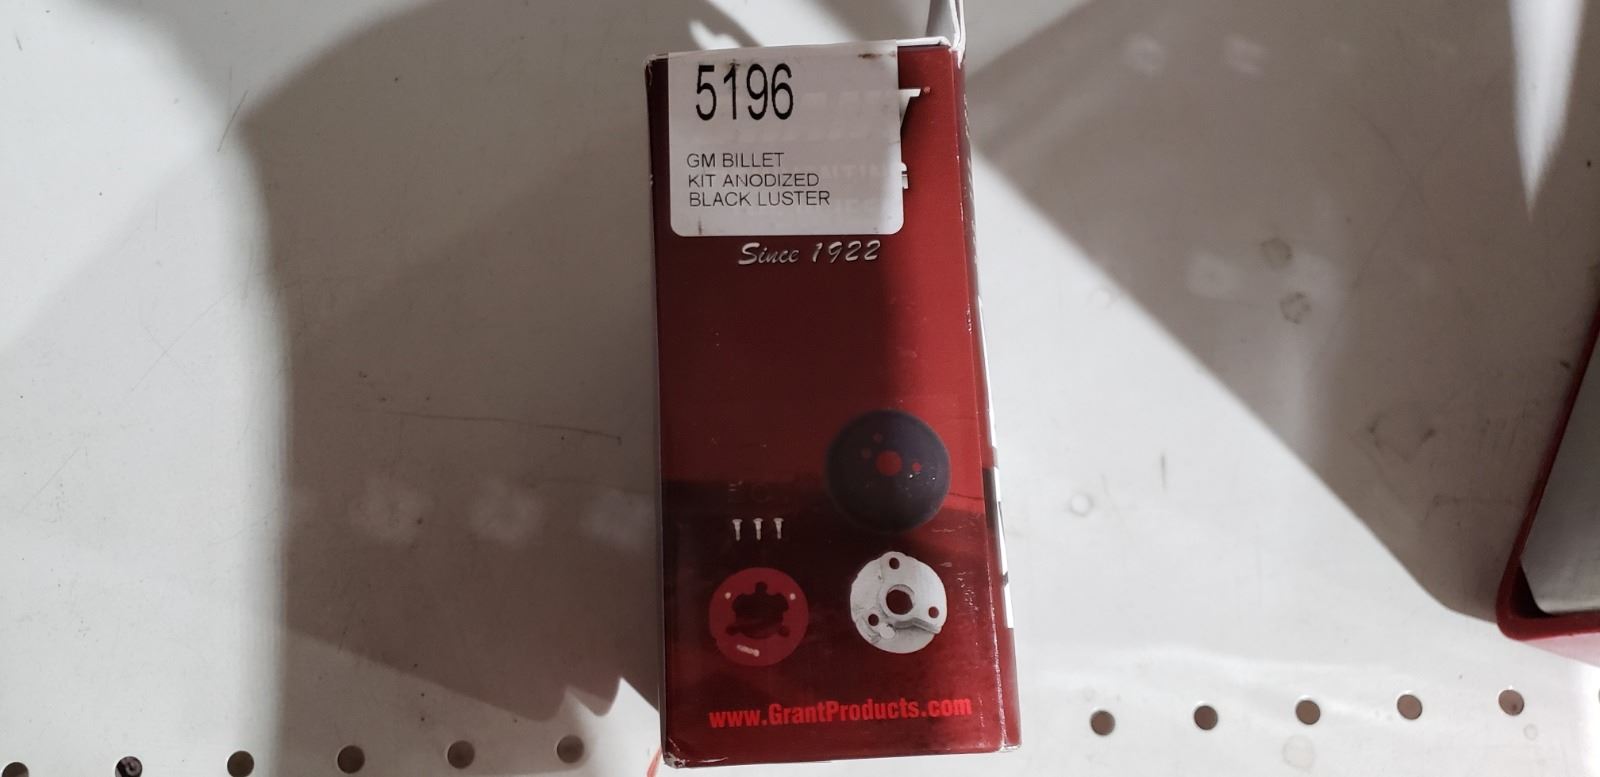 5196
GM BILLET
KIT ANODIZED
BLACK LUSTER
Since 1922
www.GrantProducts.com